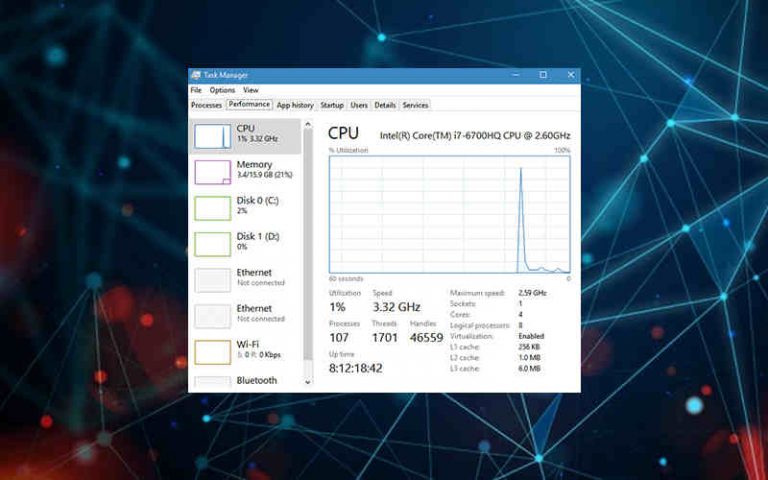 Task Manager
File Options View
Processes Performance App history Startup Users Details Services
CPU
1% 3.32 GHz
Memory
3.4/15.9 GB (21%)
Disk 0 (C:)
2%
Disk 1 (D:)
0%
Ethernet
Not connected
Ethernet
Not connected
Wi-Fi
S: 0 R: 0 Kbps
Bluetooth
CPU Intel(R) Core(TM) i7-6700HQ CPU @ 2.60GHz
% Utilization 100%
60 seconds 0
Utilization Speed
1% 3.32 GHz
Processes Threads Handles
107 1701 46559
Up time
8:12:18:42
Maximum speed: 2.59 GHz
Sockets: 1
Cores: 4
Logical processors: 8
Virtualization: Enabled
L1 cache: 256 KB
L2 cache: 1.0 MB
L3 cache: 6.0 MB